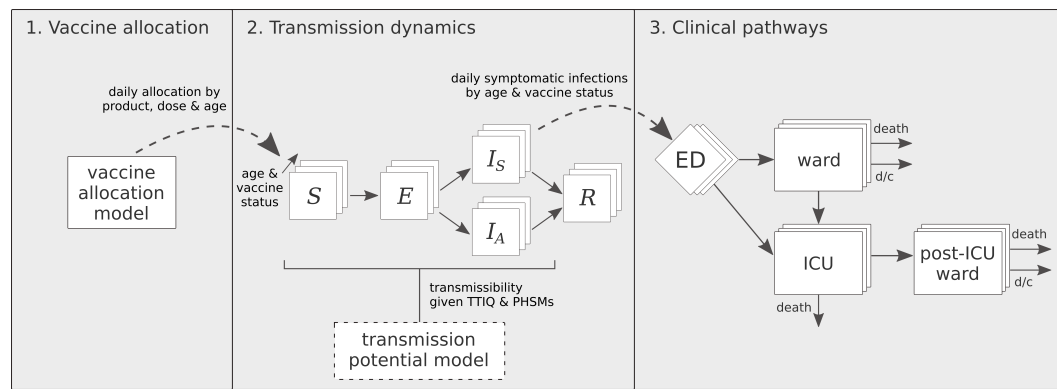 1. Vaccine allocation
daily allocation by
product, dose & age
vaccine
allocation
model
2. Transmission dynamics
age &
vaccine
status
S
E
I_S
I_A
R
daily symptomatic infections
by age & vaccine status
transmissibility
given TTIQ & PHSMs
transmission
potential model
3. Clinical pathways
ED
ward
death
d/c
ICU
death
post-ICU
ward
death
d/c